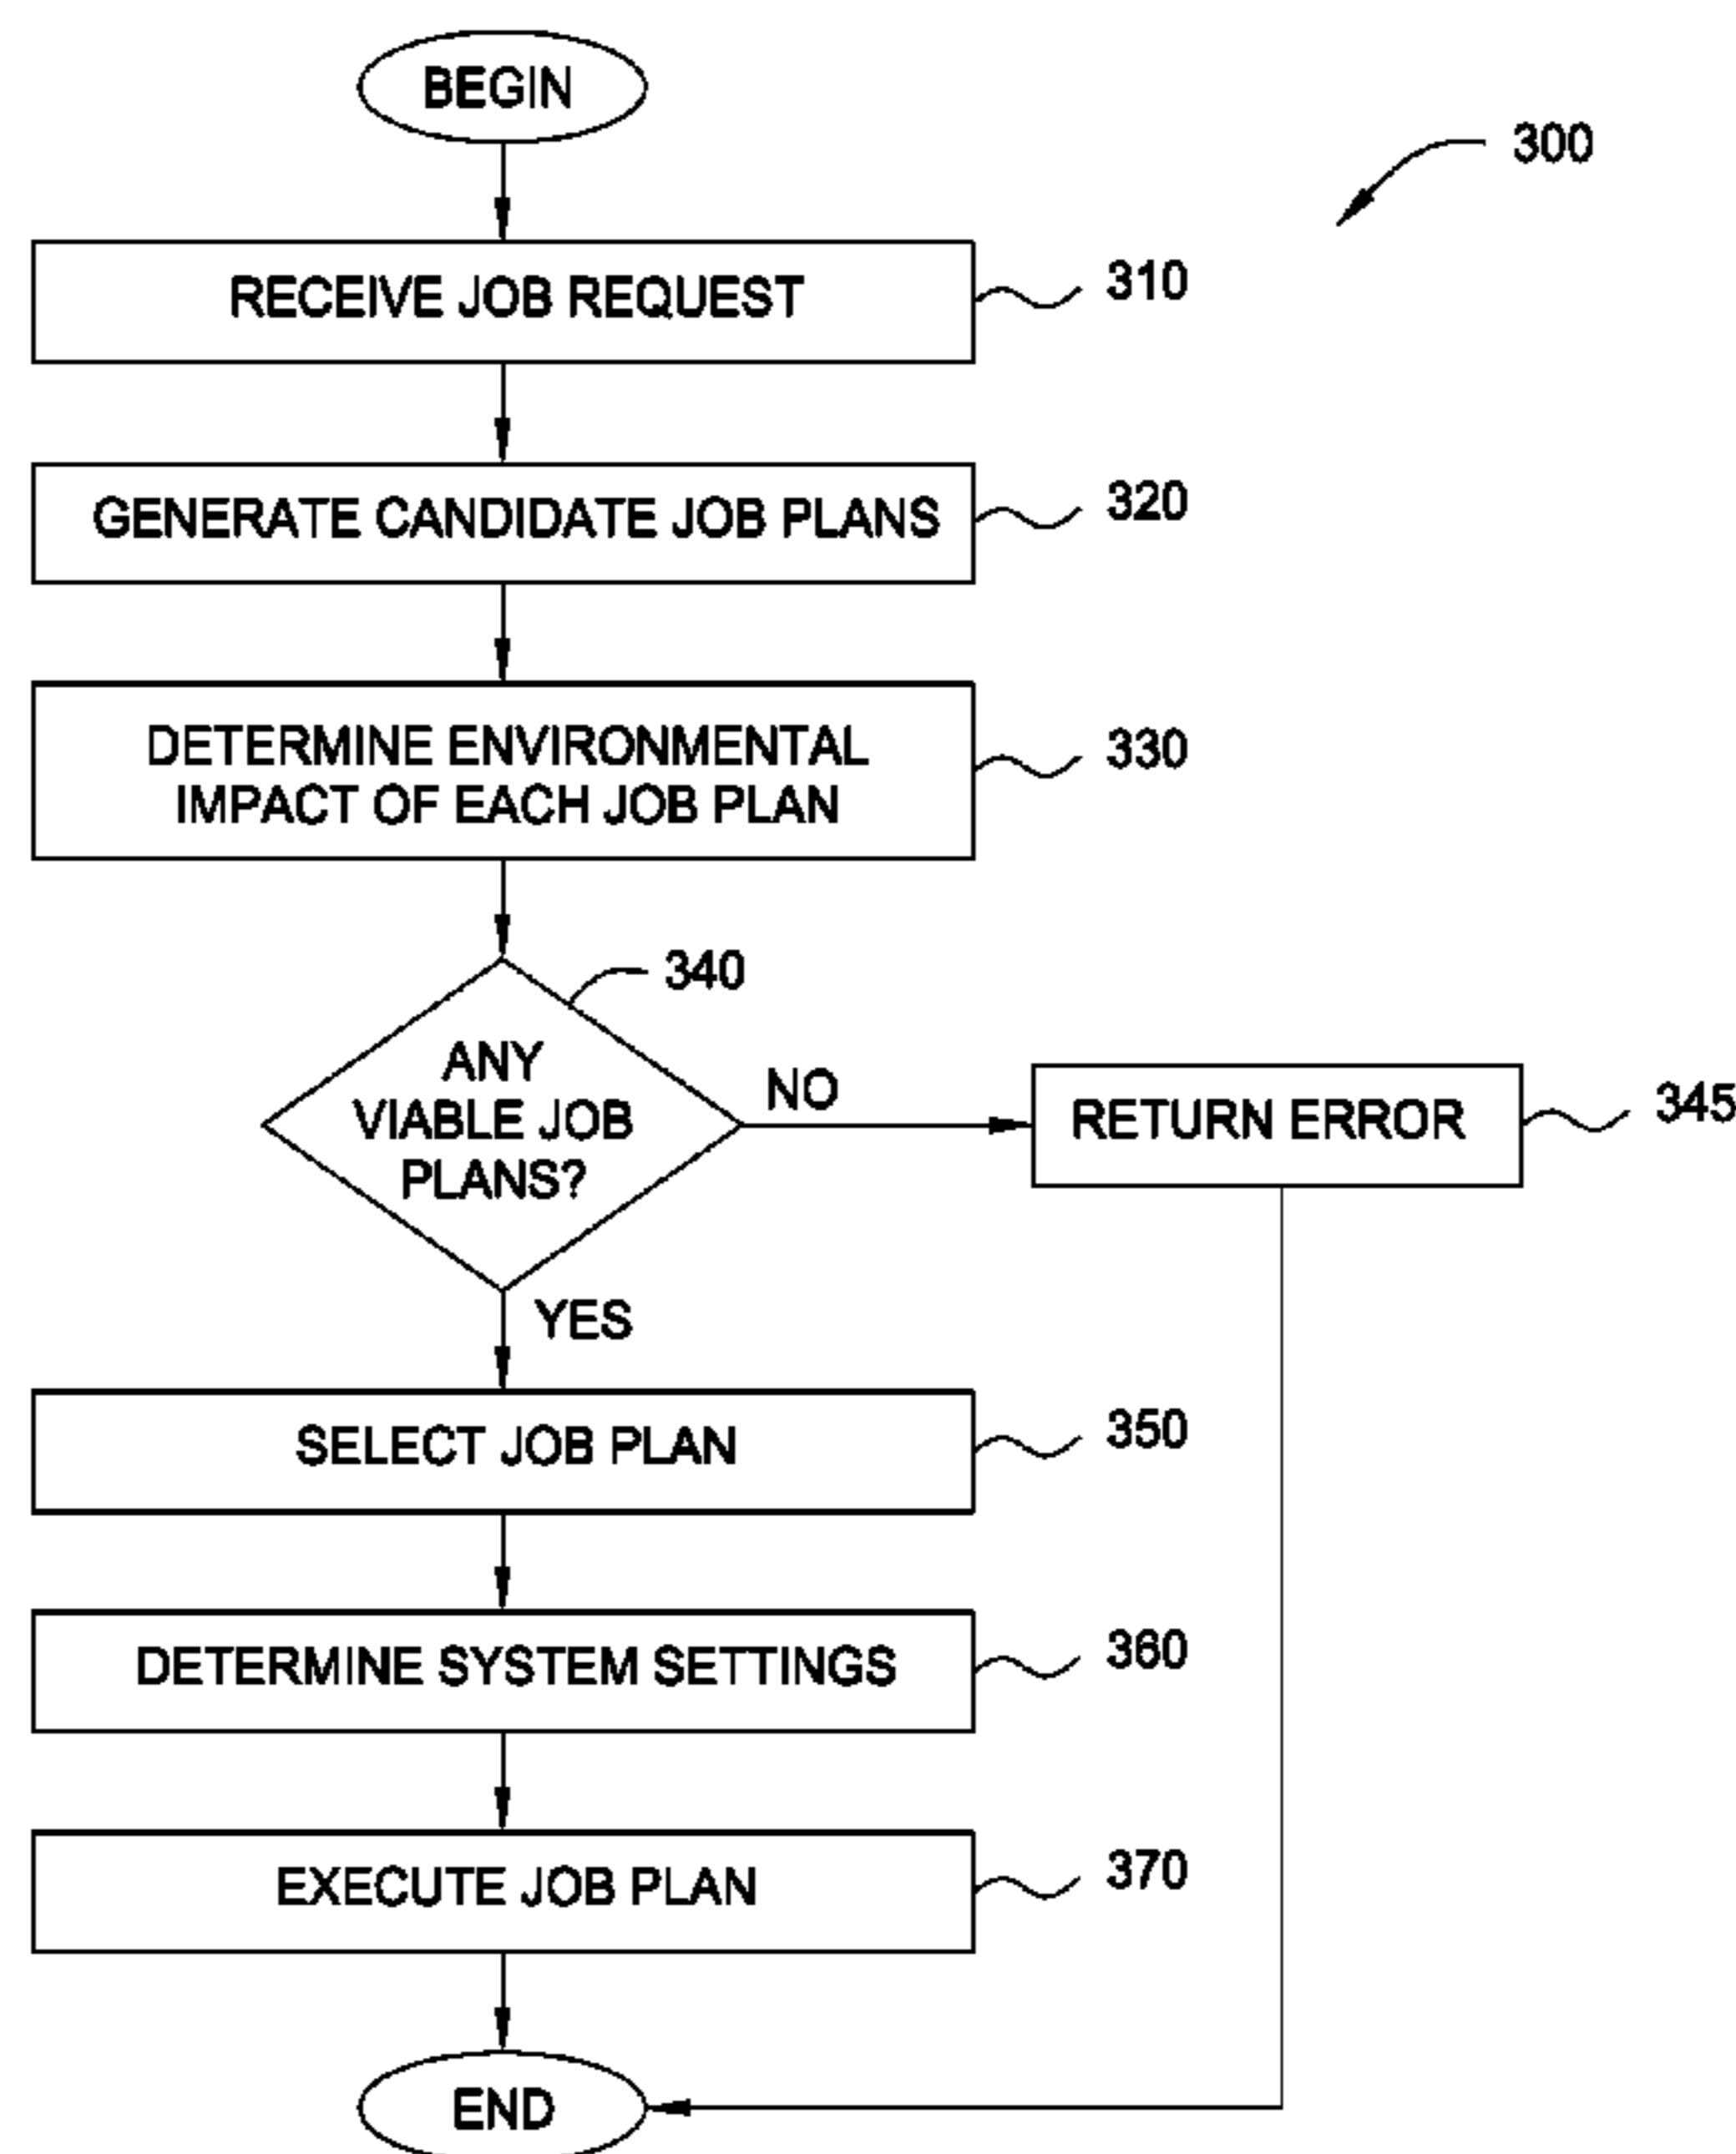 BEGIN
300
RECEIVE JOB REQUEST
310
GENERATE CANDIDATE JOB PLANS
320
DETERMINE ENVIRONMENTAL
IMPACT OF EACH JOB PLAN
330
340
ANY
VIABLE JOB
PLANS?
NO
RETURN ERROR
345
YES
SELECT JOB PLAN
350
DETERMINE SYSTEM SETTINGS
360
EXECUTE JOB PLAN
370
END